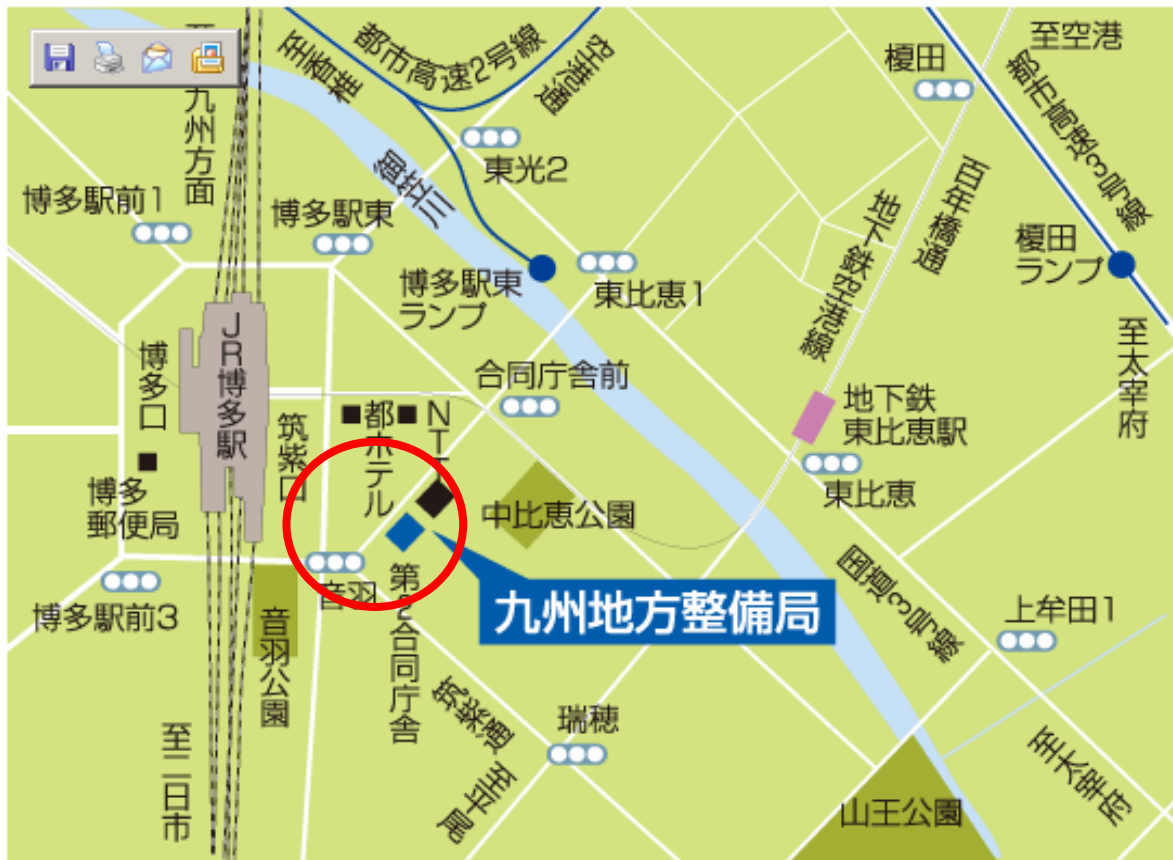 九州方面
至香椎
都市高速2号線
空港通
榎田
至空港
都市高速3号線
博多駅前1
博多駅東
御笠川
東光2
百年橋通
地下鉄空港線
榎田
ランプ
博多駅東
ランプ
東比恵1
至太宰府
JR博多駅
博多口
筑紫口
都ホテル
NTT
合同庁舎前
地下鉄
東比恵駅
東比恵
博多
郵便局
中比恵公園
博多駅前3
音羽
音羽公園
第2合同庁舎
九州地方整備局
国道3号線
上牟田1
筑紫通
瑞穂
至竹下
至二日市
至太宰府
山王公園